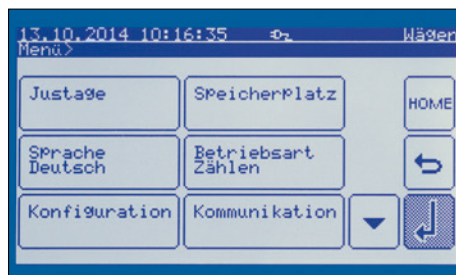 13.10.2014 10:16:35 Wägen
Menü>
Justage
Speicherplatz
HOME
Sprache
Deutsch
Betriebsart
Zählen
Konfiguration
Kommunikation